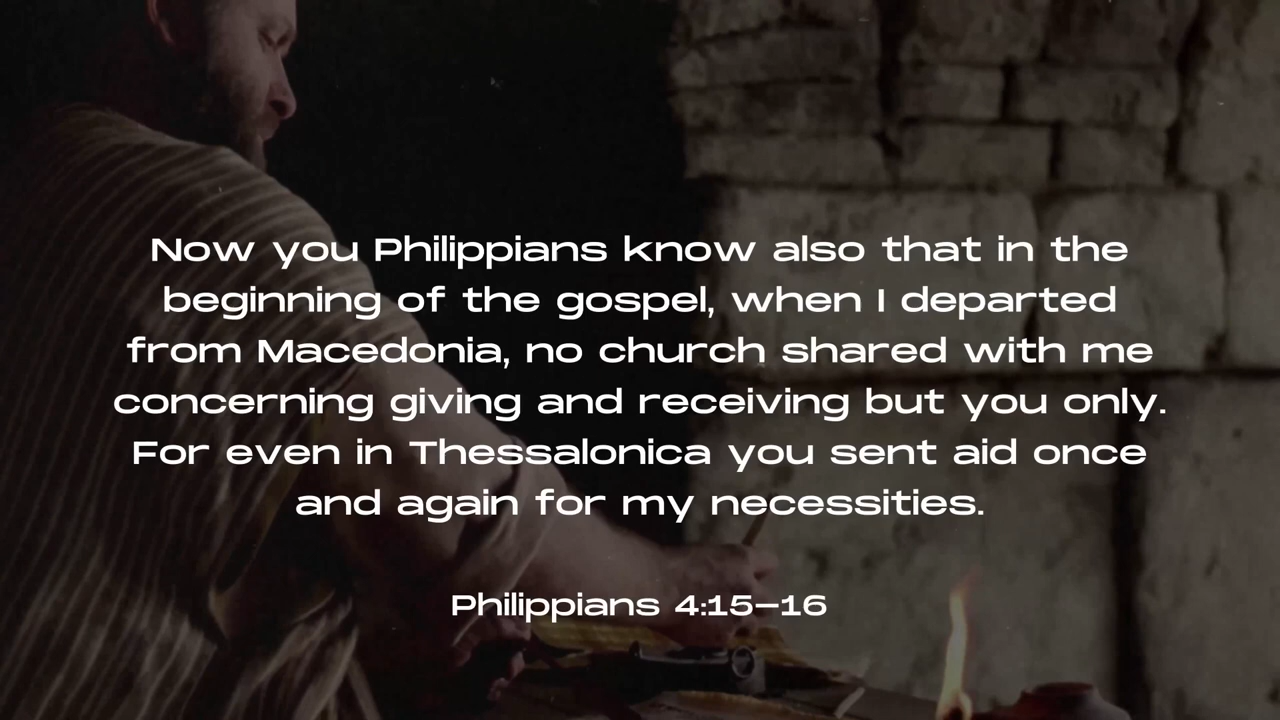 Now you Philippians know also that in the
beginning of the gospel, when I departed
from Macedonia, no church shared with me
concerning giving and receiving but you only.
For even in Thessalonica you sent aid once
and again for my necessities.
Philippians 4:15–16